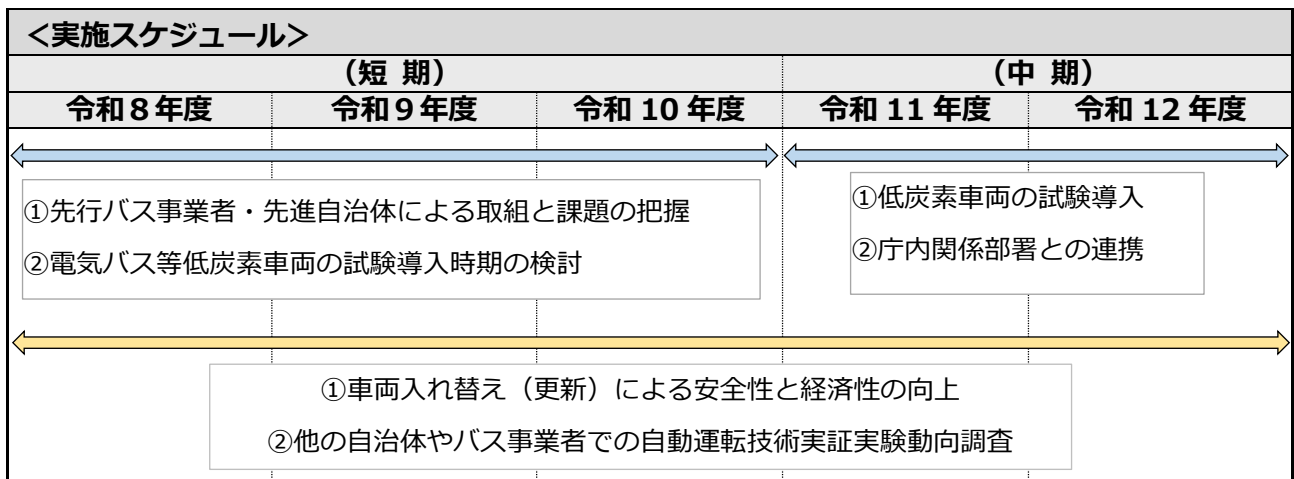 ＜実施スケジュール＞
（短 期）
（中 期）
令和８年度
令和９年度
令和 10 年度
令和 11 年度
令和 12 年度
①先行バス事業者・先進自治体による取組と課題の把握
②電気バス等低炭素車両の試験導入時期の検討
①低炭素車両の試験導入
②庁内関係部署との連携
①車両入れ替え（更新）による安全性と経済性の向上
②他の自治体やバス事業者での自動運転技術実証実験動向調査